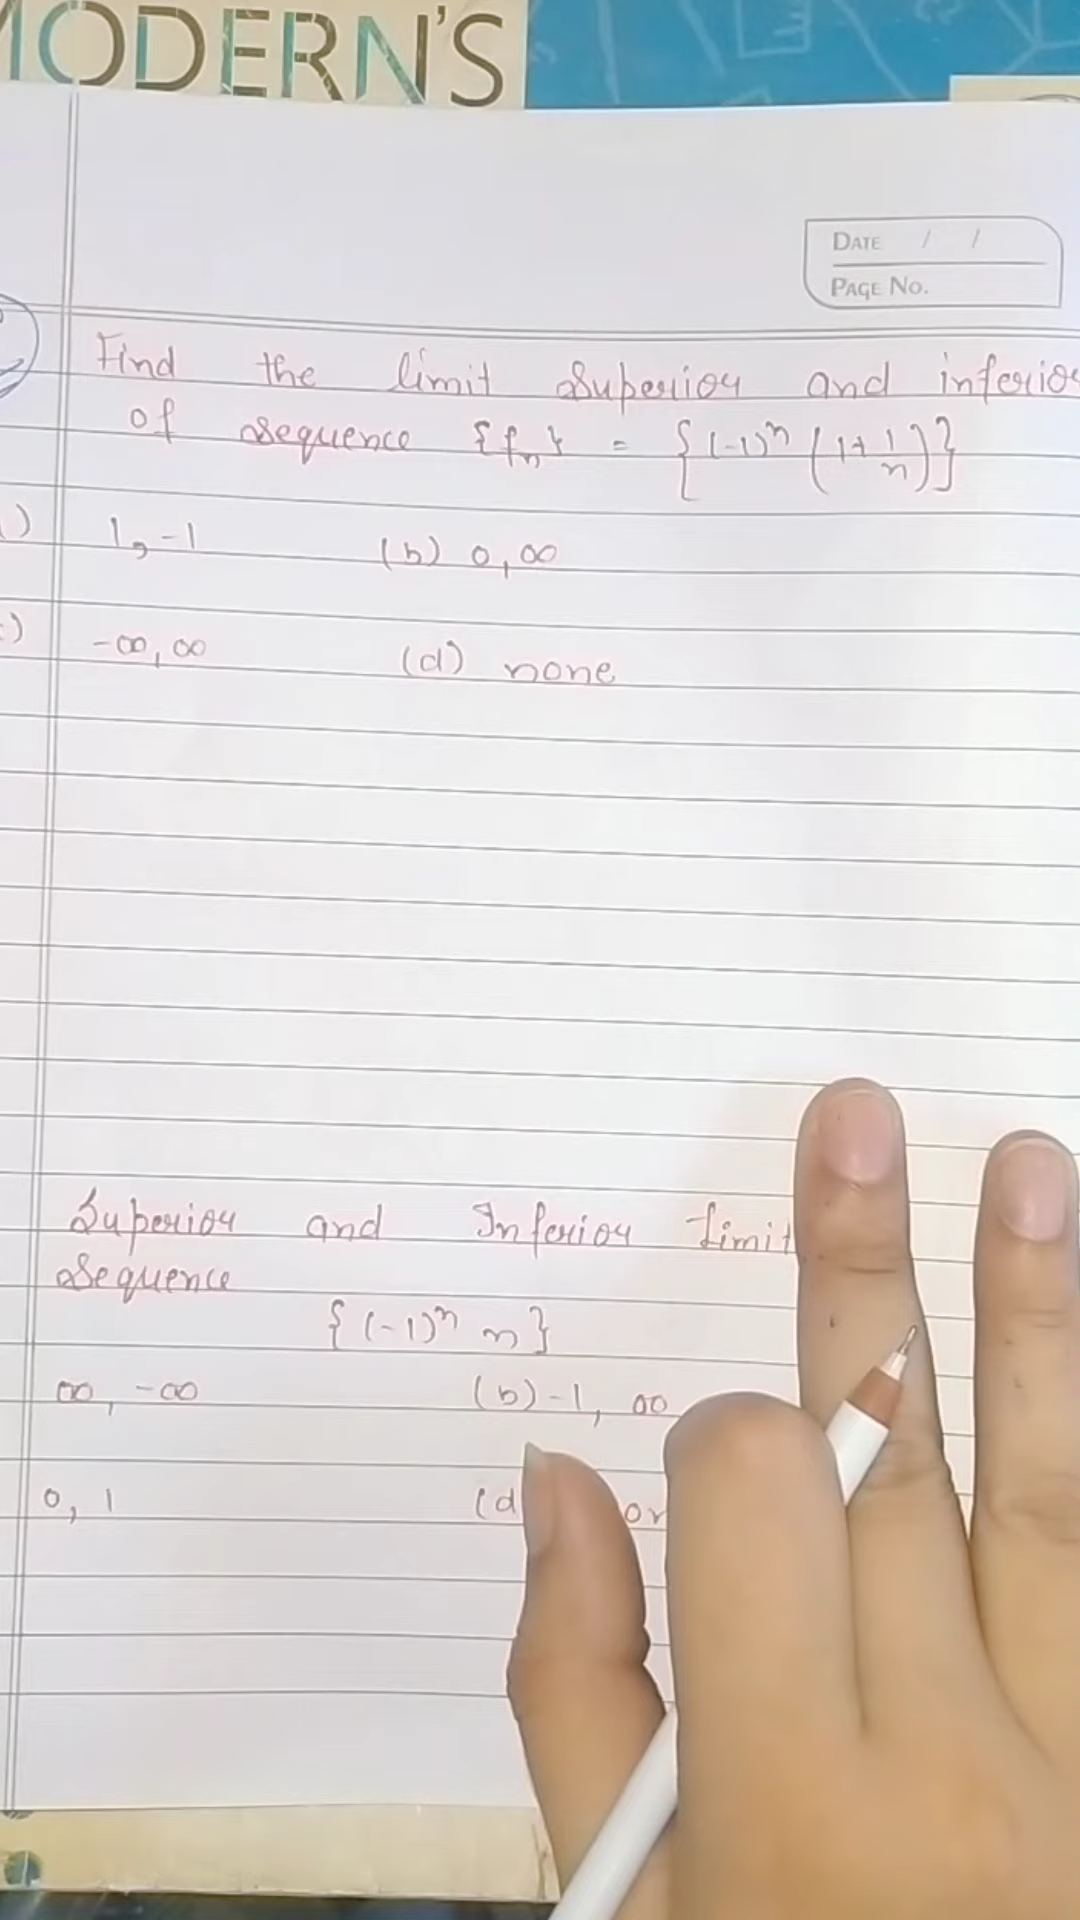 MODERN'S
DATE / /
PAGE NO.
Find the limit Superior and inferior
of sequence {fn} = {(-1)ⁿ (1+1/n)}
1, -1 (b) 0, ∞
-∞, ∞ (d) none
Superior and Inferior limit
Sequence
{(-1)ⁿ n}
∞, -∞ (b) -1, ∞
0, 1 (d